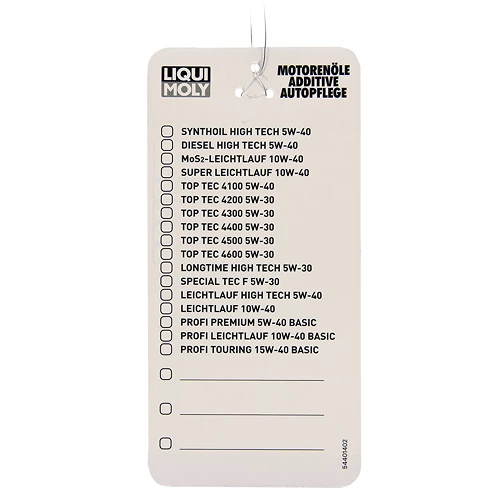 LIQUI
MOLY
MOTORENÖLE
ADDITIVE
AUTOPFLEGE
SYNTHOIL HIGH TECH 5W-40
DIESEL HIGH TECH 5W-40
MoS2-LEICHTLAUF 10W-40
SUPER LEICHTLAUF 10W-40
TOP TEC 4100 5W-40
TOP TEC 4200 5W-30
TOP TEC 4300 5W-30
TOP TEC 4400 5W-30
TOP TEC 4500 5W-30
TOP TEC 4600 5W-30
LONGTIME HIGH TECH 5W-30
SPECIAL TEC F 5W-30
LEICHTLAUF HIGH TECH 5W-40
LEICHTLAUF 10W-40
PROFI PREMIUM 5W-40 BASIC
PROFI LEICHTLAUF 10W-40 BASIC
PROFI TOURING 15W-40 BASIC
54401402